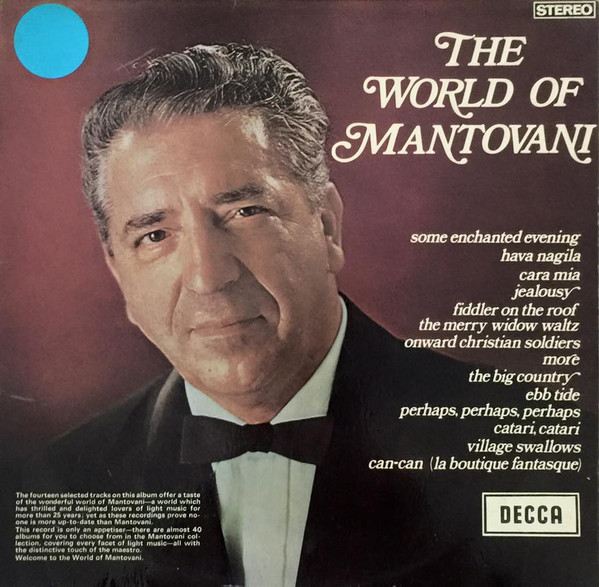 STEREO
THE
WORLD OF
MANTOVANI
some enchanted evening
hava nagila
cara mia
jealousy
fiddler on the roof
the merry widow waltz
onward christian soldiers
more
the big country
ebb tide
perhaps, perhaps, perhaps
catari, catari
village swallows
can-can (la boutique fantasque)
The fourteen selected tracks on this album offer a taste
of the wonderful world of Mantovani—a world which
has thrilled and delighted lovers of light music for
more than 25 years; yet as these recordings prove no-
one is more up-to-date than Mantovani.
This record is only an appetiser—there are almost 40
albums for you to choose from in the Mantovani col-
lection, covering every facet of light music—all with
the distinctive touch of the maestro.
Welcome to the World of Mantovani.
DECCA